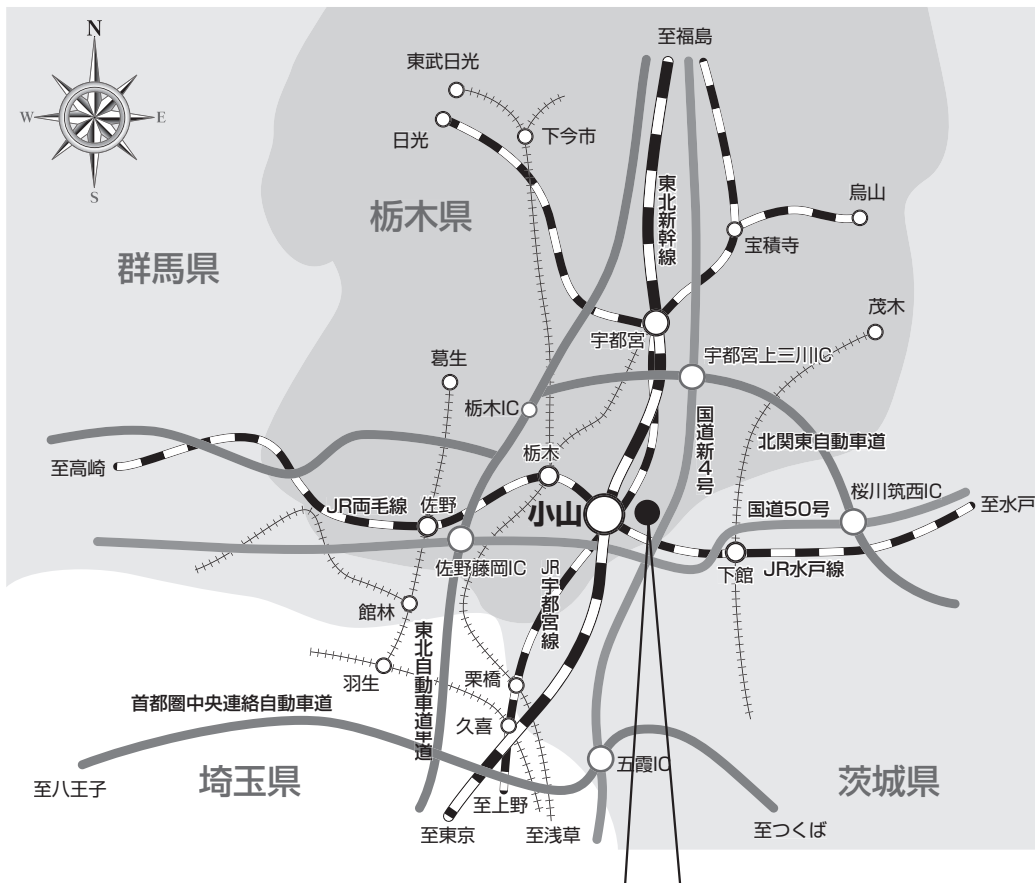 N
W
E
S
至福島
東武日光
日光
下今市
烏山
栃木県
東北新幹線
宝積寺
群馬県
茂木
宇都宮
宇都宮上三川IC
葛生
栃木IC
国道新4号
北関東自動車道
栃木
至高崎
桜川筑西IC
JR両毛線
佐野
小山
国道50号
至水戸
佐野藤岡IC
JR宇都宮線
下館
JR水戸線
館林
東北自動車道車道
羽生
栗橋
首都圏中央連絡自動車道
久喜
五霞IC
埼玉県
茨城県
至八王子
至上野
至東京
至浅草
至つくば